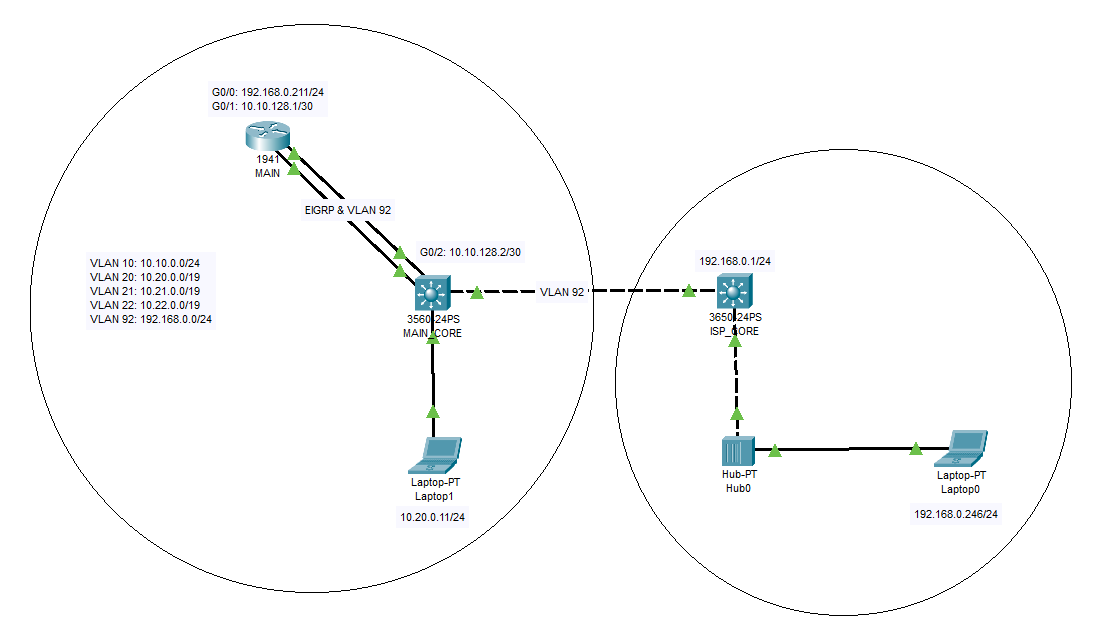 G0/0: 192.168.0.211/24
G0/1: 10.10.128.1/30
1941
MAIN
EIGRP & VLAN 92
G0/2: 10.10.128.2/30
VLAN 10: 10.10.0.0/24
VLAN 20: 10.20.0.0/19
VLAN 21: 10.21.0.0/19
VLAN 22: 10.22.0.0/19
VLAN 92: 192.168.0.0/24
3560-24PS
MAIN_CORE
VLAN 92
192.168.0.1/24
3650-24PS
ISP_CORE
Laptop-PT
Laptop1
10.20.0.11/24
Hub-PT
Hub0
Laptop-PT
Laptop0
192.168.0.246/24